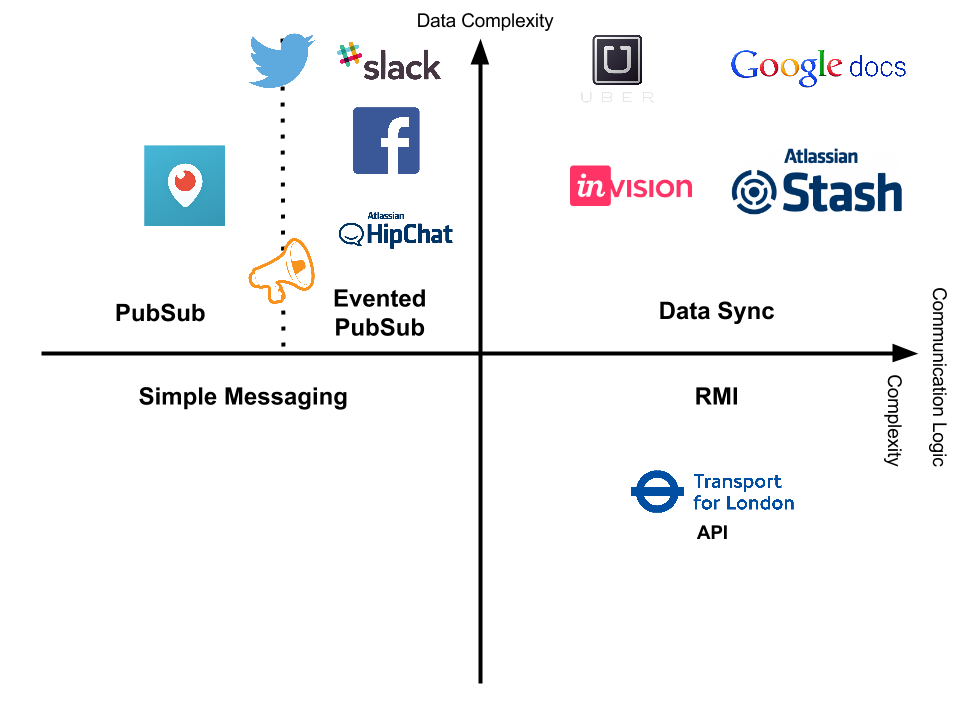 Data Complexity
slack
UBER
Google docs
Atlassian
Stash
inVISION
Atlassian
HipChat
PubSub
Evented
PubSub
Data Sync
Communication Logic
Complexity
Simple Messaging
RMI
Transport
for London
API